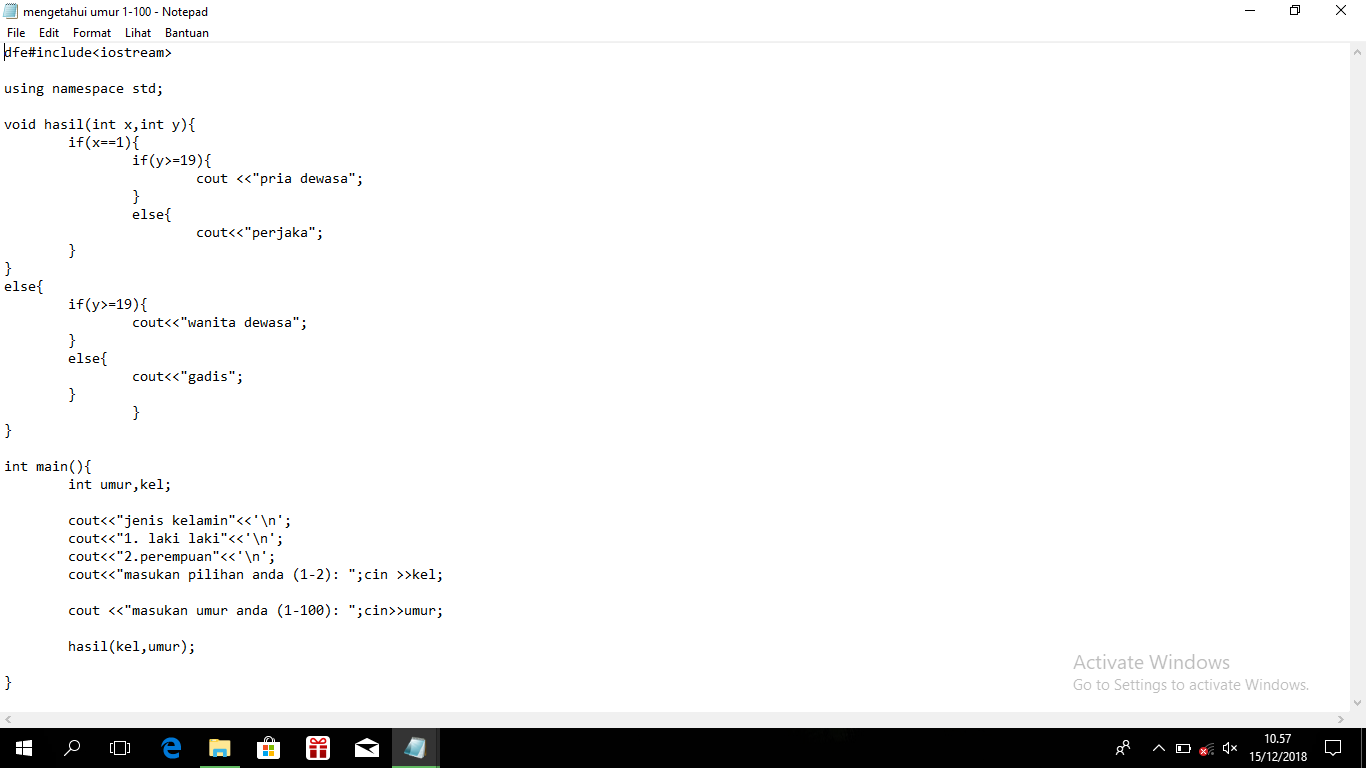 mengetahui umur 1-100 - Notepad
File Edit Format Lihat Bantuan
dfe#include<iostream>
using namespace std;
void hasil(int x,int y){
if(x==1){
if(y>=19){
cout <<"pria dewasa";
}
else{
cout<<"perjaka";
}
}
else{
if(y>=19){
cout<<"wanita dewasa";
}
else{
cout<<"gadis";
}
}
}
int main(){
int umur,kel;
cout<<"jenis kelamin"<<'\n';
cout<<"1. laki laki"<<'\n';
cout<<"2.perempuan"<<'\n';
cout<<"masukan pilihan anda (1-2): ";cin >>kel;
cout <<"masukan umur anda (1-100): ";cin>>umur;
hasil(kel,umur);
}
Activate Windows
Go to Settings to activate Windows.
10.57
15/12/2018